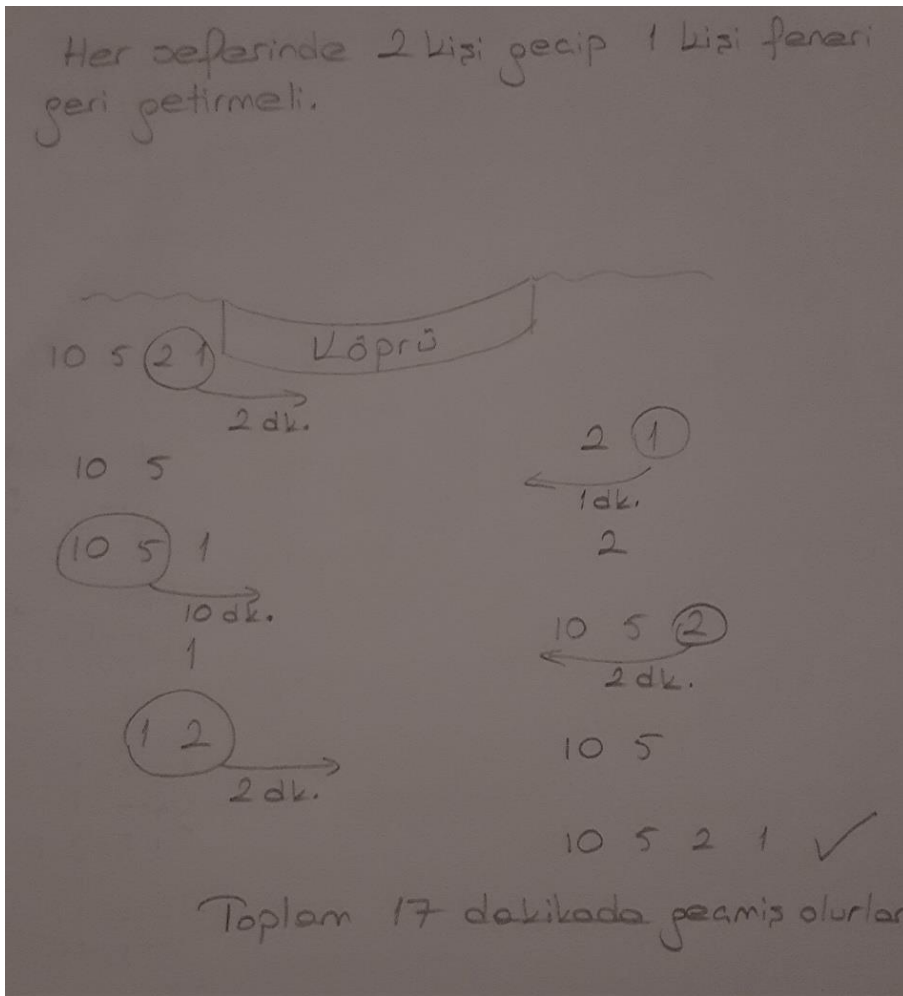 Her seferinde 2 kişi geçip 1 kişi feneri
geri getirmeli.
Köprü
10 5 2 1
2 dk.
2 1
1dk.
10 5
2
10 5 1
10 dk.
10 5 2
2 dk.
1
1 2
2 dk.
10 5
10 5 2 1 ✓
Toplam 17 dakikada geçmiş olurlar